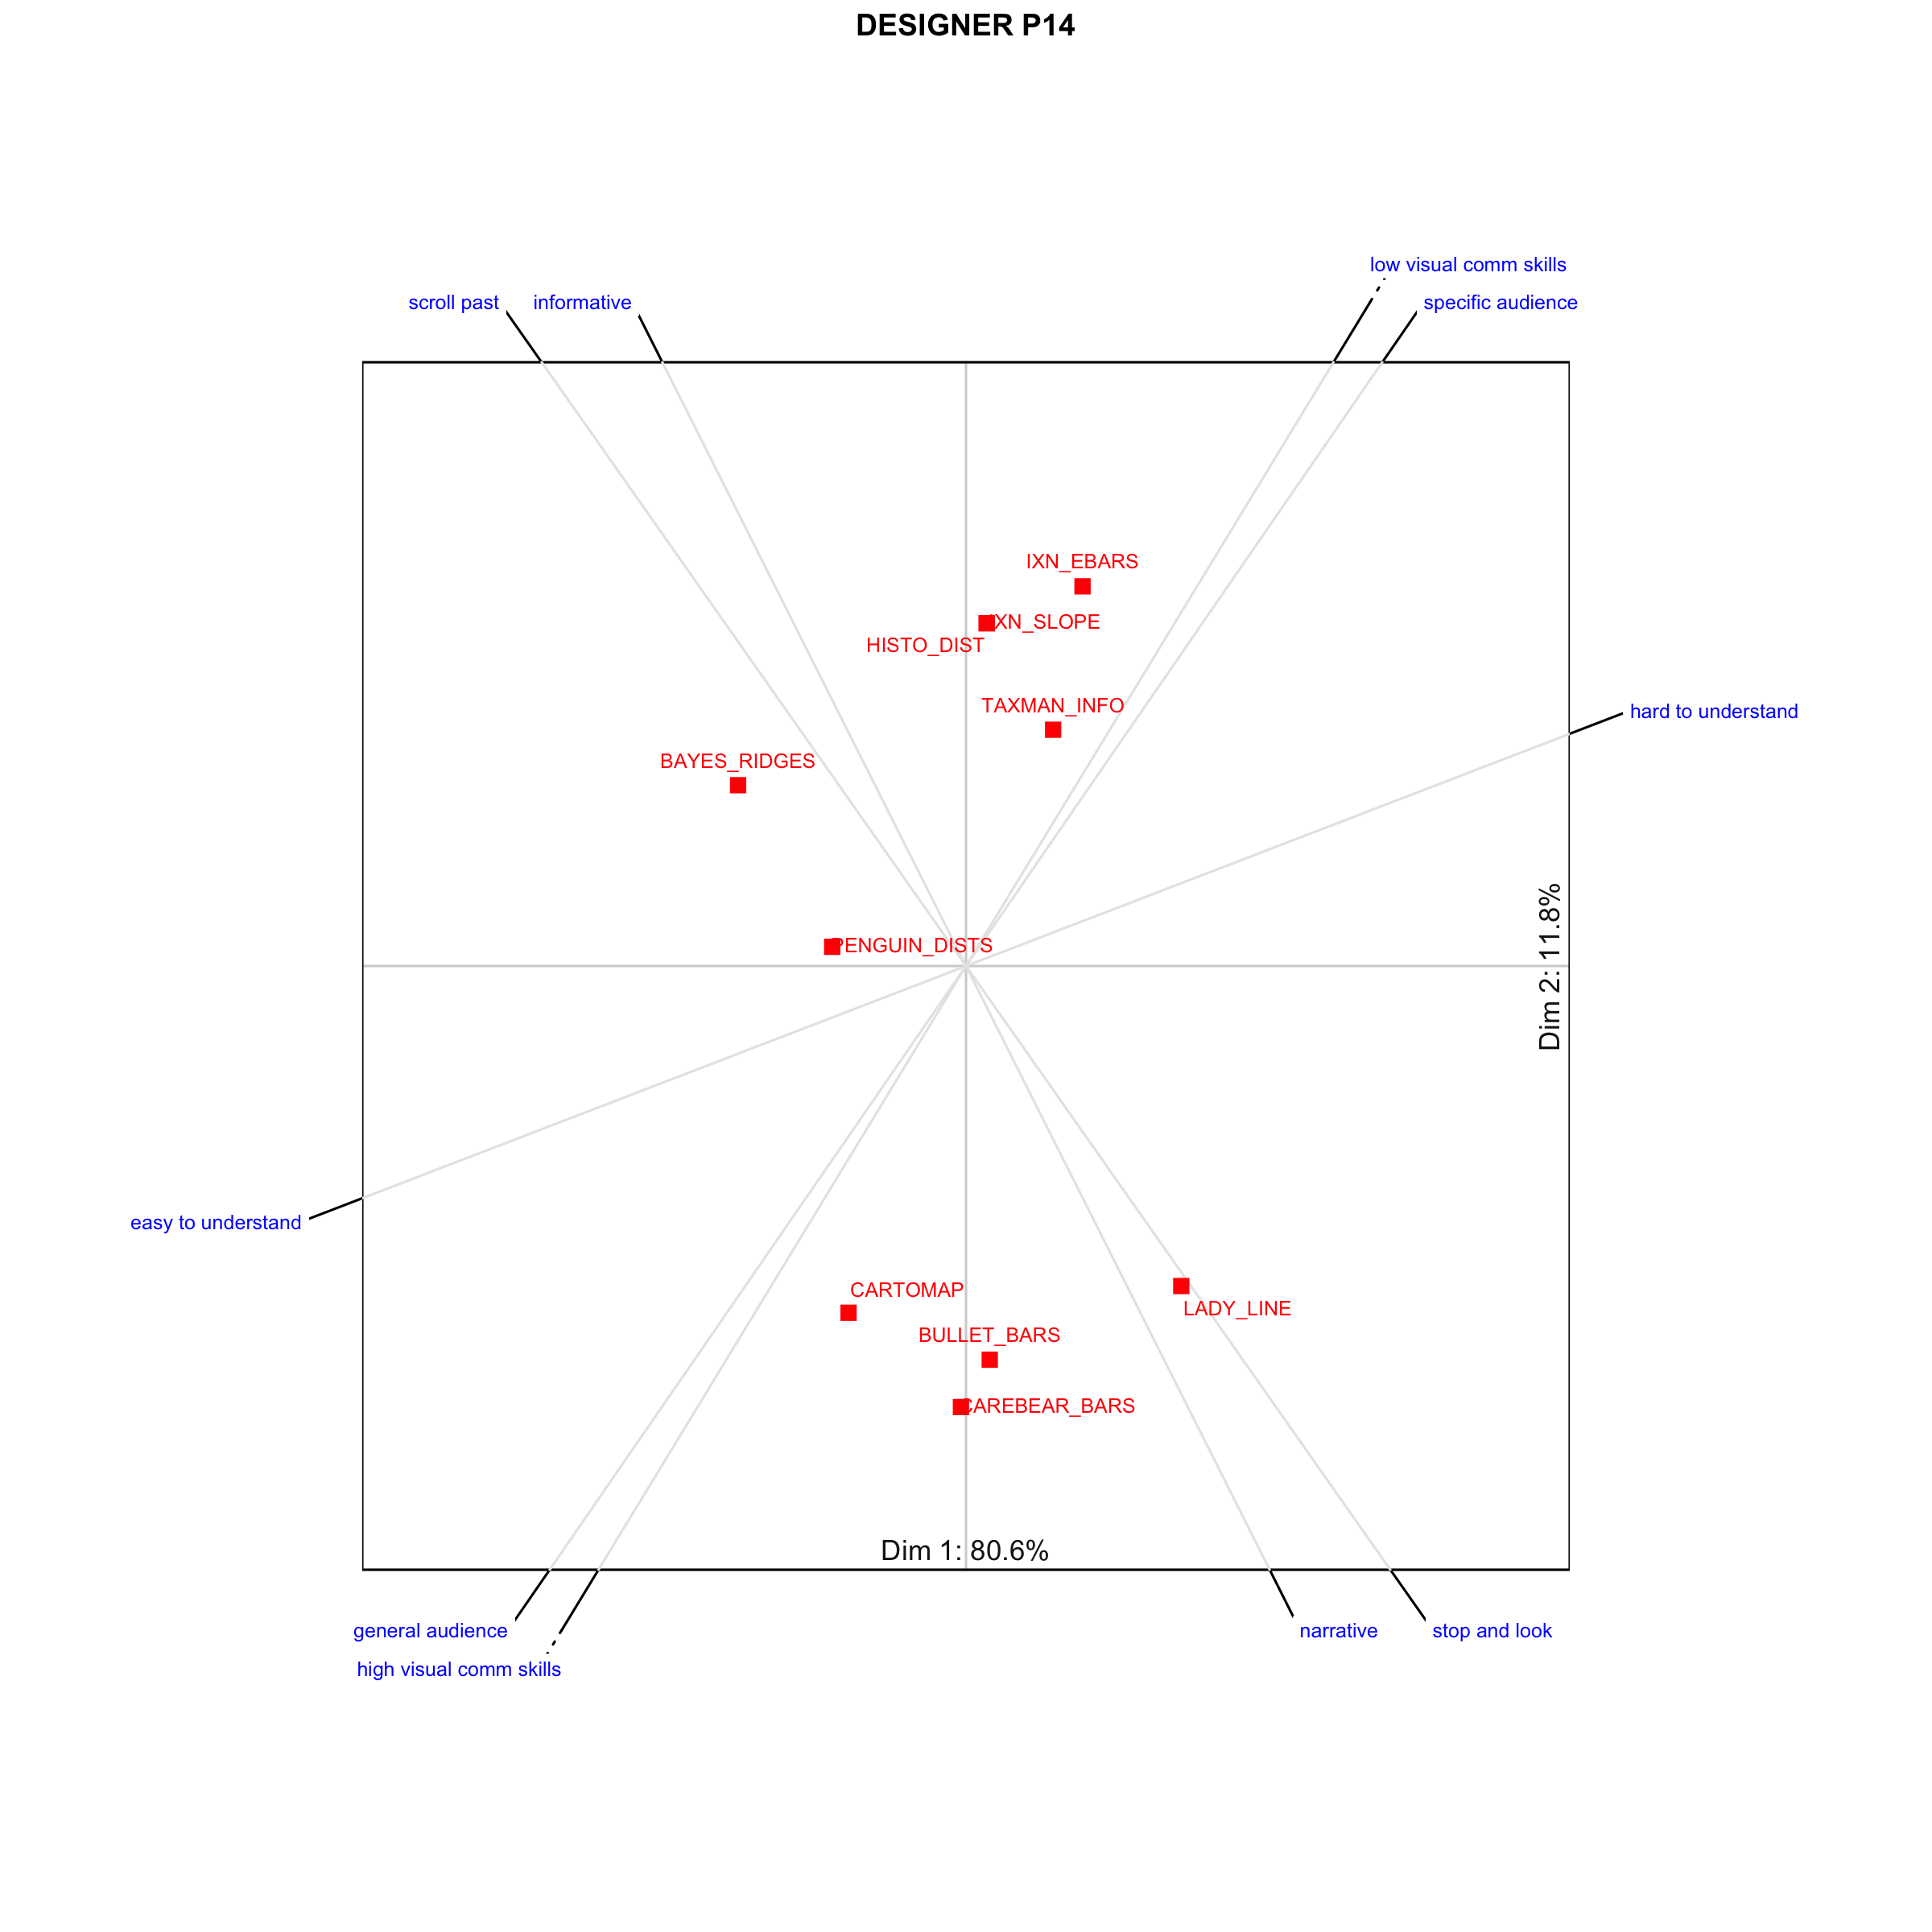 DESIGNER P14
low visual comm skills
scroll past
informative
specific audience
IXN_EBARS
IXN_SLOPE
HISTO_DIST
TAXMAN_INFO
hard to understand
BAYES_RIDGES
PENGUIN_DISTS
Dim 2: 11.8%
easy to understand
CARTOMAP
LADY_LINE
BULLET_BARS
CAREBEAR_BARS
Dim 1: 80.6%
general audience
narrative
stop and look
high visual comm skills